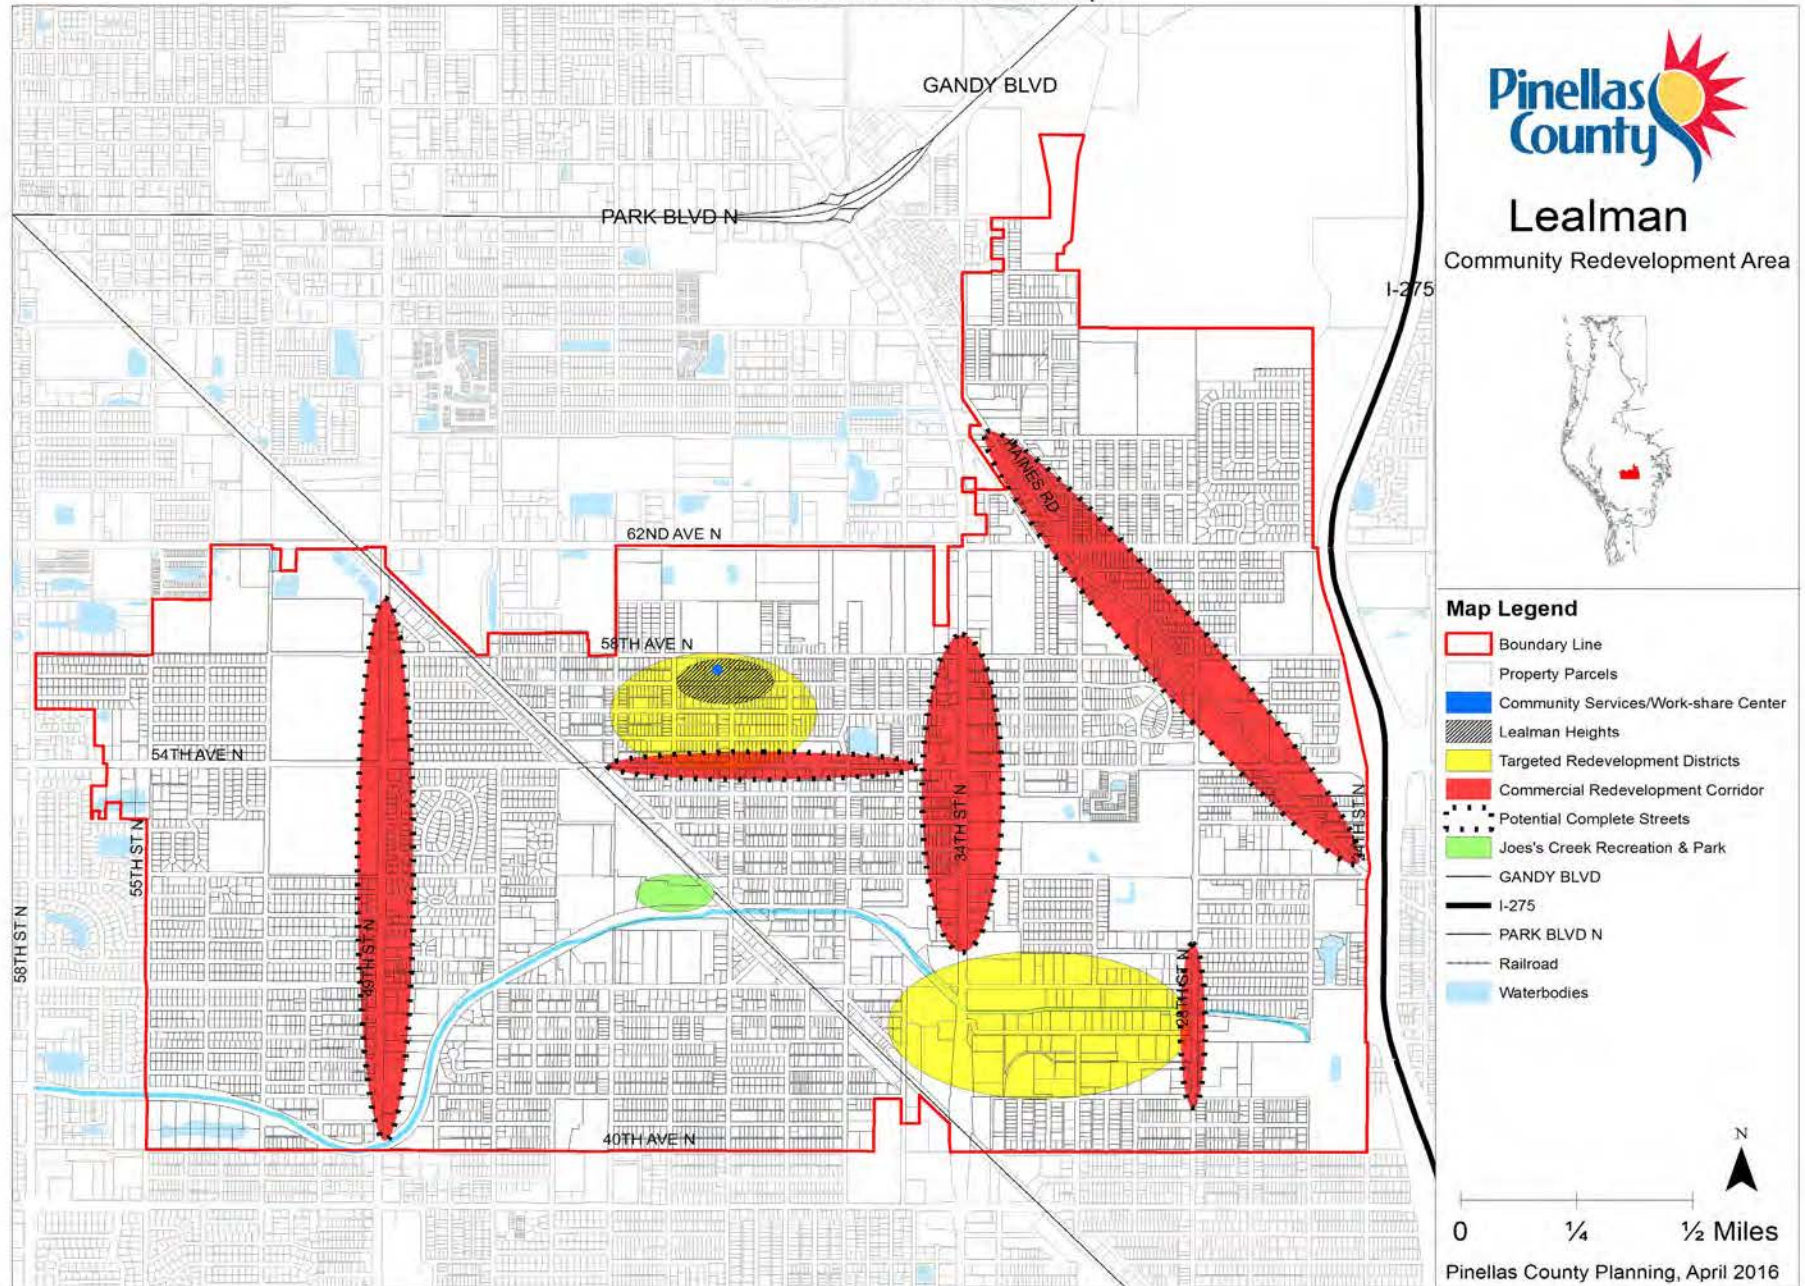 GANDY BLVD
PARK BLVD N
I-275
HAINES RD
62ND AVE N
58TH AVE N
54TH AVE N
34TH ST N
55TH ST N
58TH ST N
49TH ST N
28TH ST N
40TH AVE N
Pinellas
County
Lealman
Community Redevelopment Area
Map Legend
Boundary Line
Property Parcels
Community Services/Work-share Center
Lealman Heights
Targeted Redevelopment Districts
Commercial Redevelopment Corridor
Potential Complete Streets
Joes's Creek Recreation & Park
GANDY BLVD
I-275
PARK BLVD N
Railroad
Waterbodies
N
0 1⁄4 1⁄2 Miles
Pinellas County Planning, April 2016